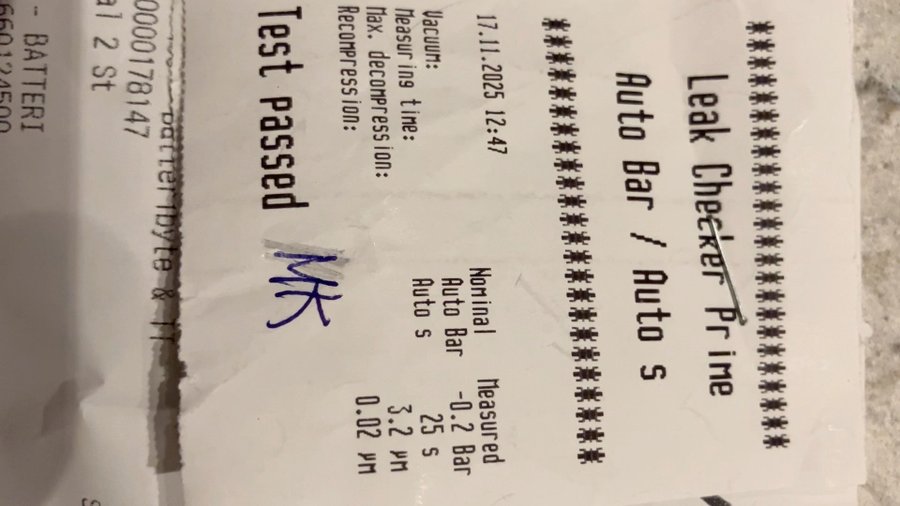 ************************
Leak Checker Prime
Auto Bar / Auto s
************************
17.11.2025 12:47
Nominal Measured
Vacuum: Auto Bar -0.2 Bar
Measuring time: Auto s 25 s
Max. decompression: 3.2 µm
Recompression: 0.02 µm
Test passed MK
Batteribyte &
0000178147
al 2 St
- BATTERI